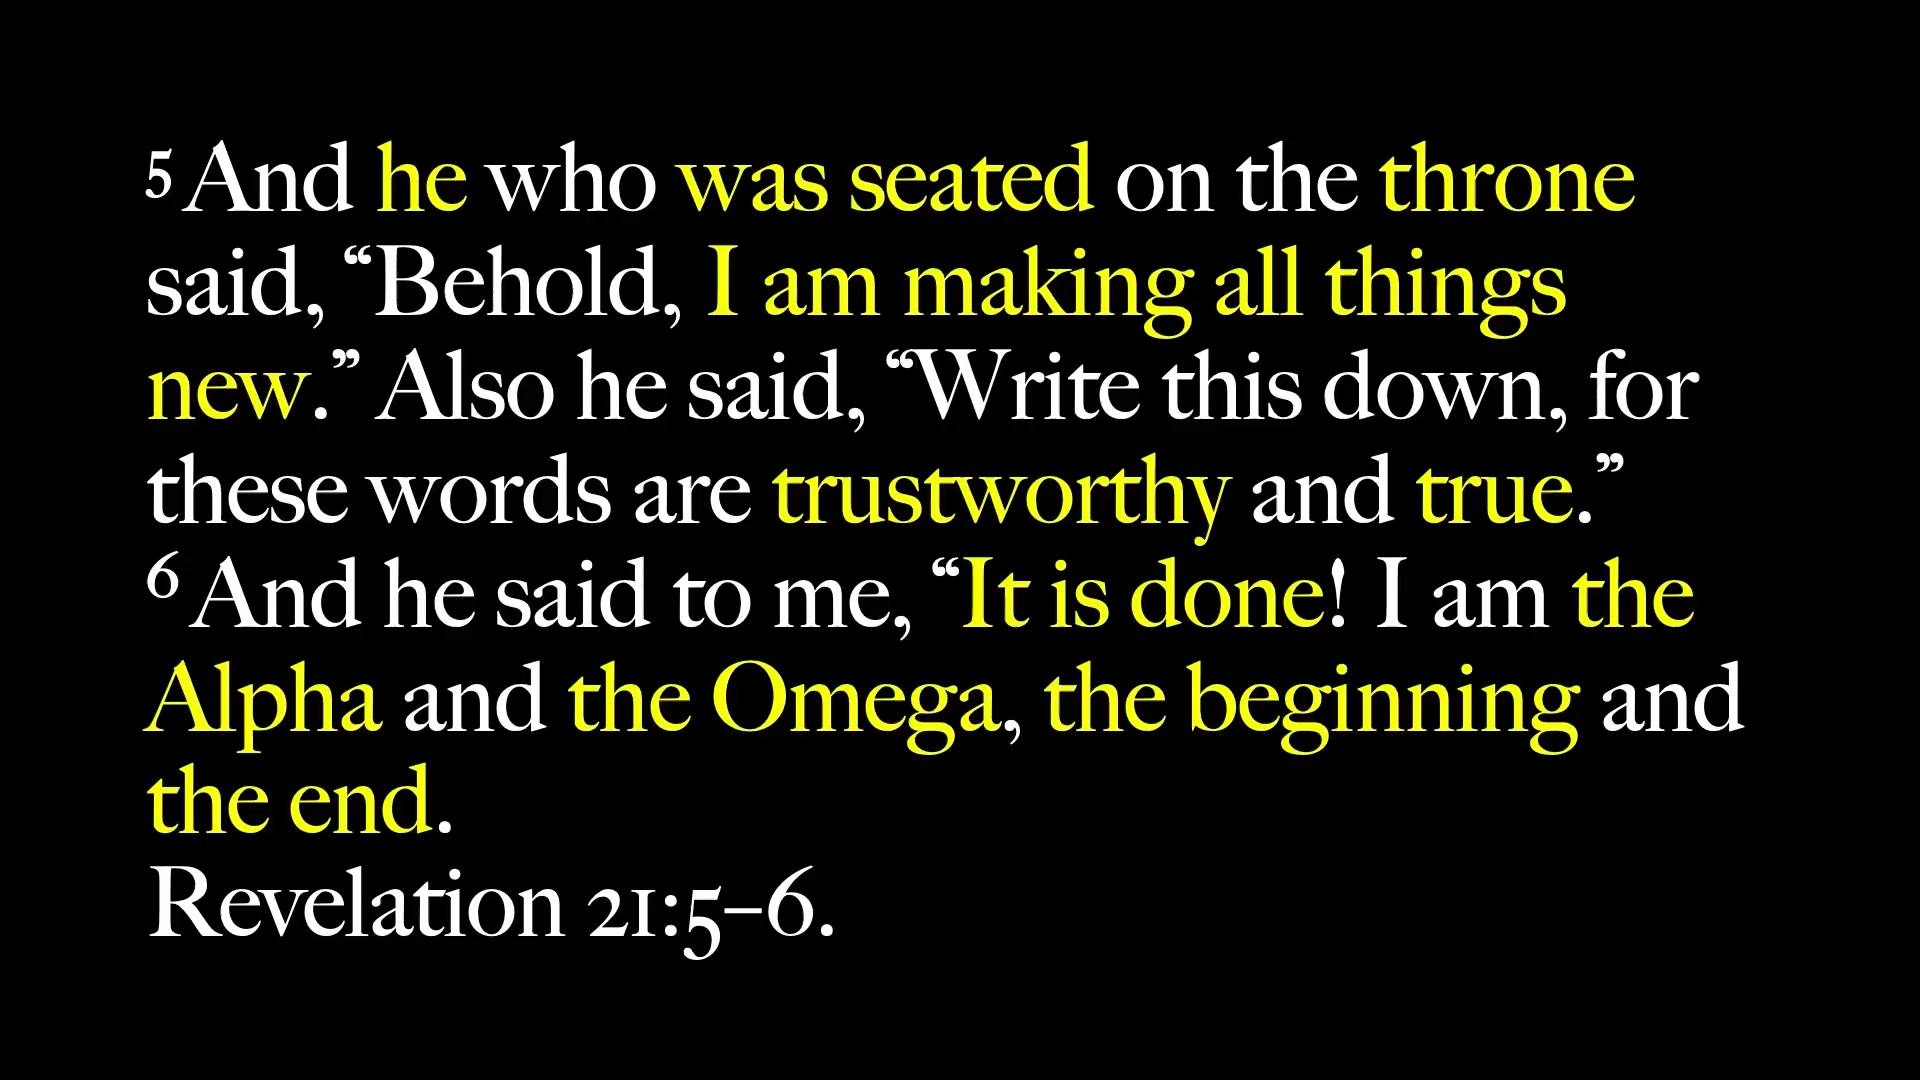 5 And he who was seated on the throne
said, “Behold, I am making all things
new.” Also he said, “Write this down, for
these words are trustworthy and true.”
6 And he said to me, “It is done! I am the
Alpha and the Omega, the beginning and
the end.
Revelation 21:5–6.